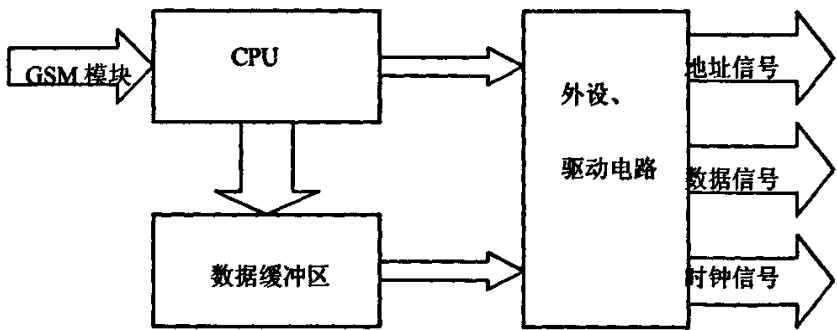 GSM 模块
CPU
外设、
驱动电路
数据缓冲区
地址信号
数据信号
时钟信号